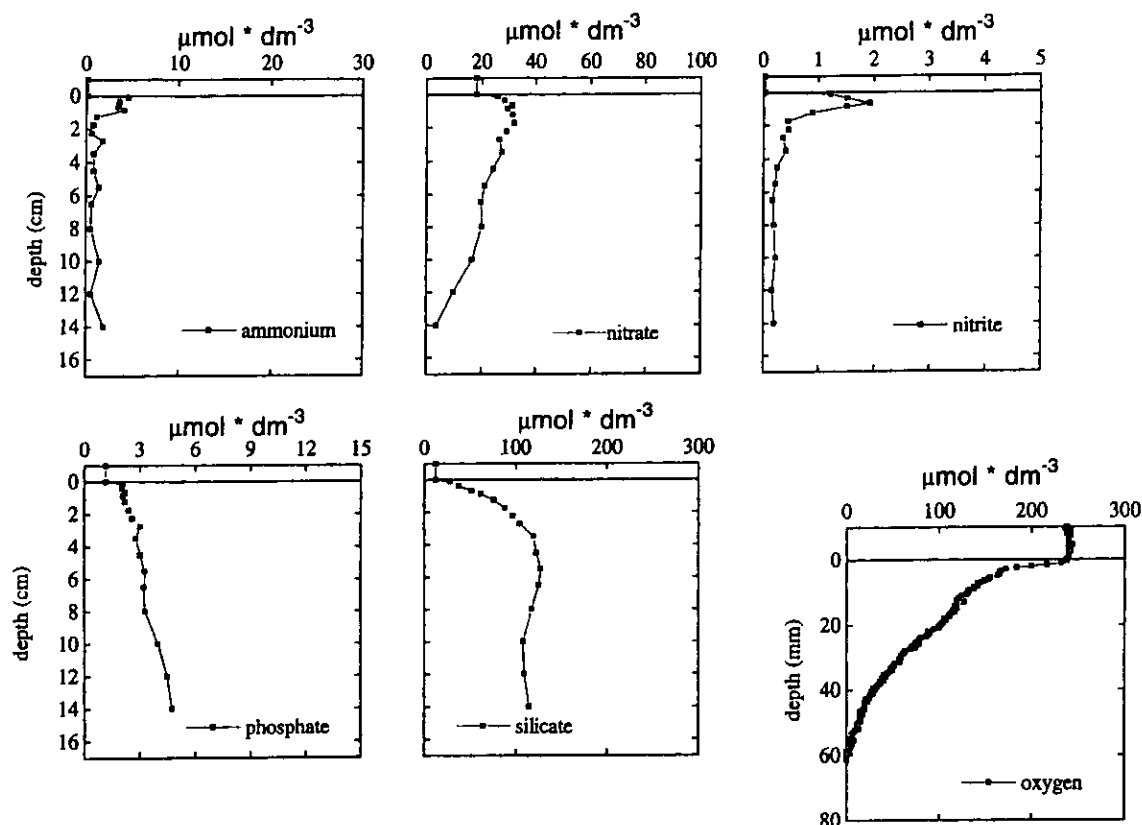 μmol * dm-3
μmol * dm-3
μmol * dm-3
0 10 20 30
0 20 40 60 80 100
0 1 2 3 4 5
depth (cm)
0
2
4
6
8
10
12
14
16
ammonium
nitrate
nitrite
μmol * dm-3
μmol * dm-3
0 3 6 9 12 15
0 100 200 300
depth (cm)
0
2
4
6
8
10
12
14
16
phosphate
silicate
μmol * dm-3
0 100 200 300
depth (mm)
0
20
40
60
80
oxygen